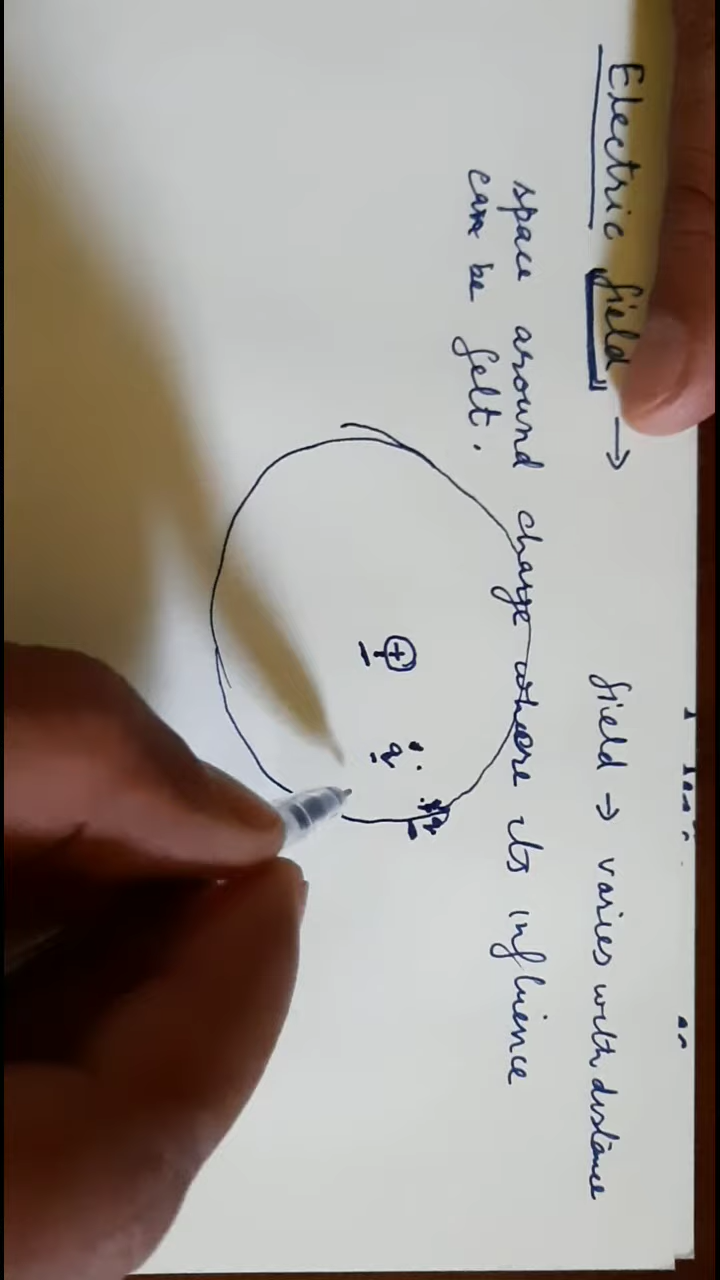 Electric field →
field → varies with distance
space around charge where its influence
can be felt.
+
q
q